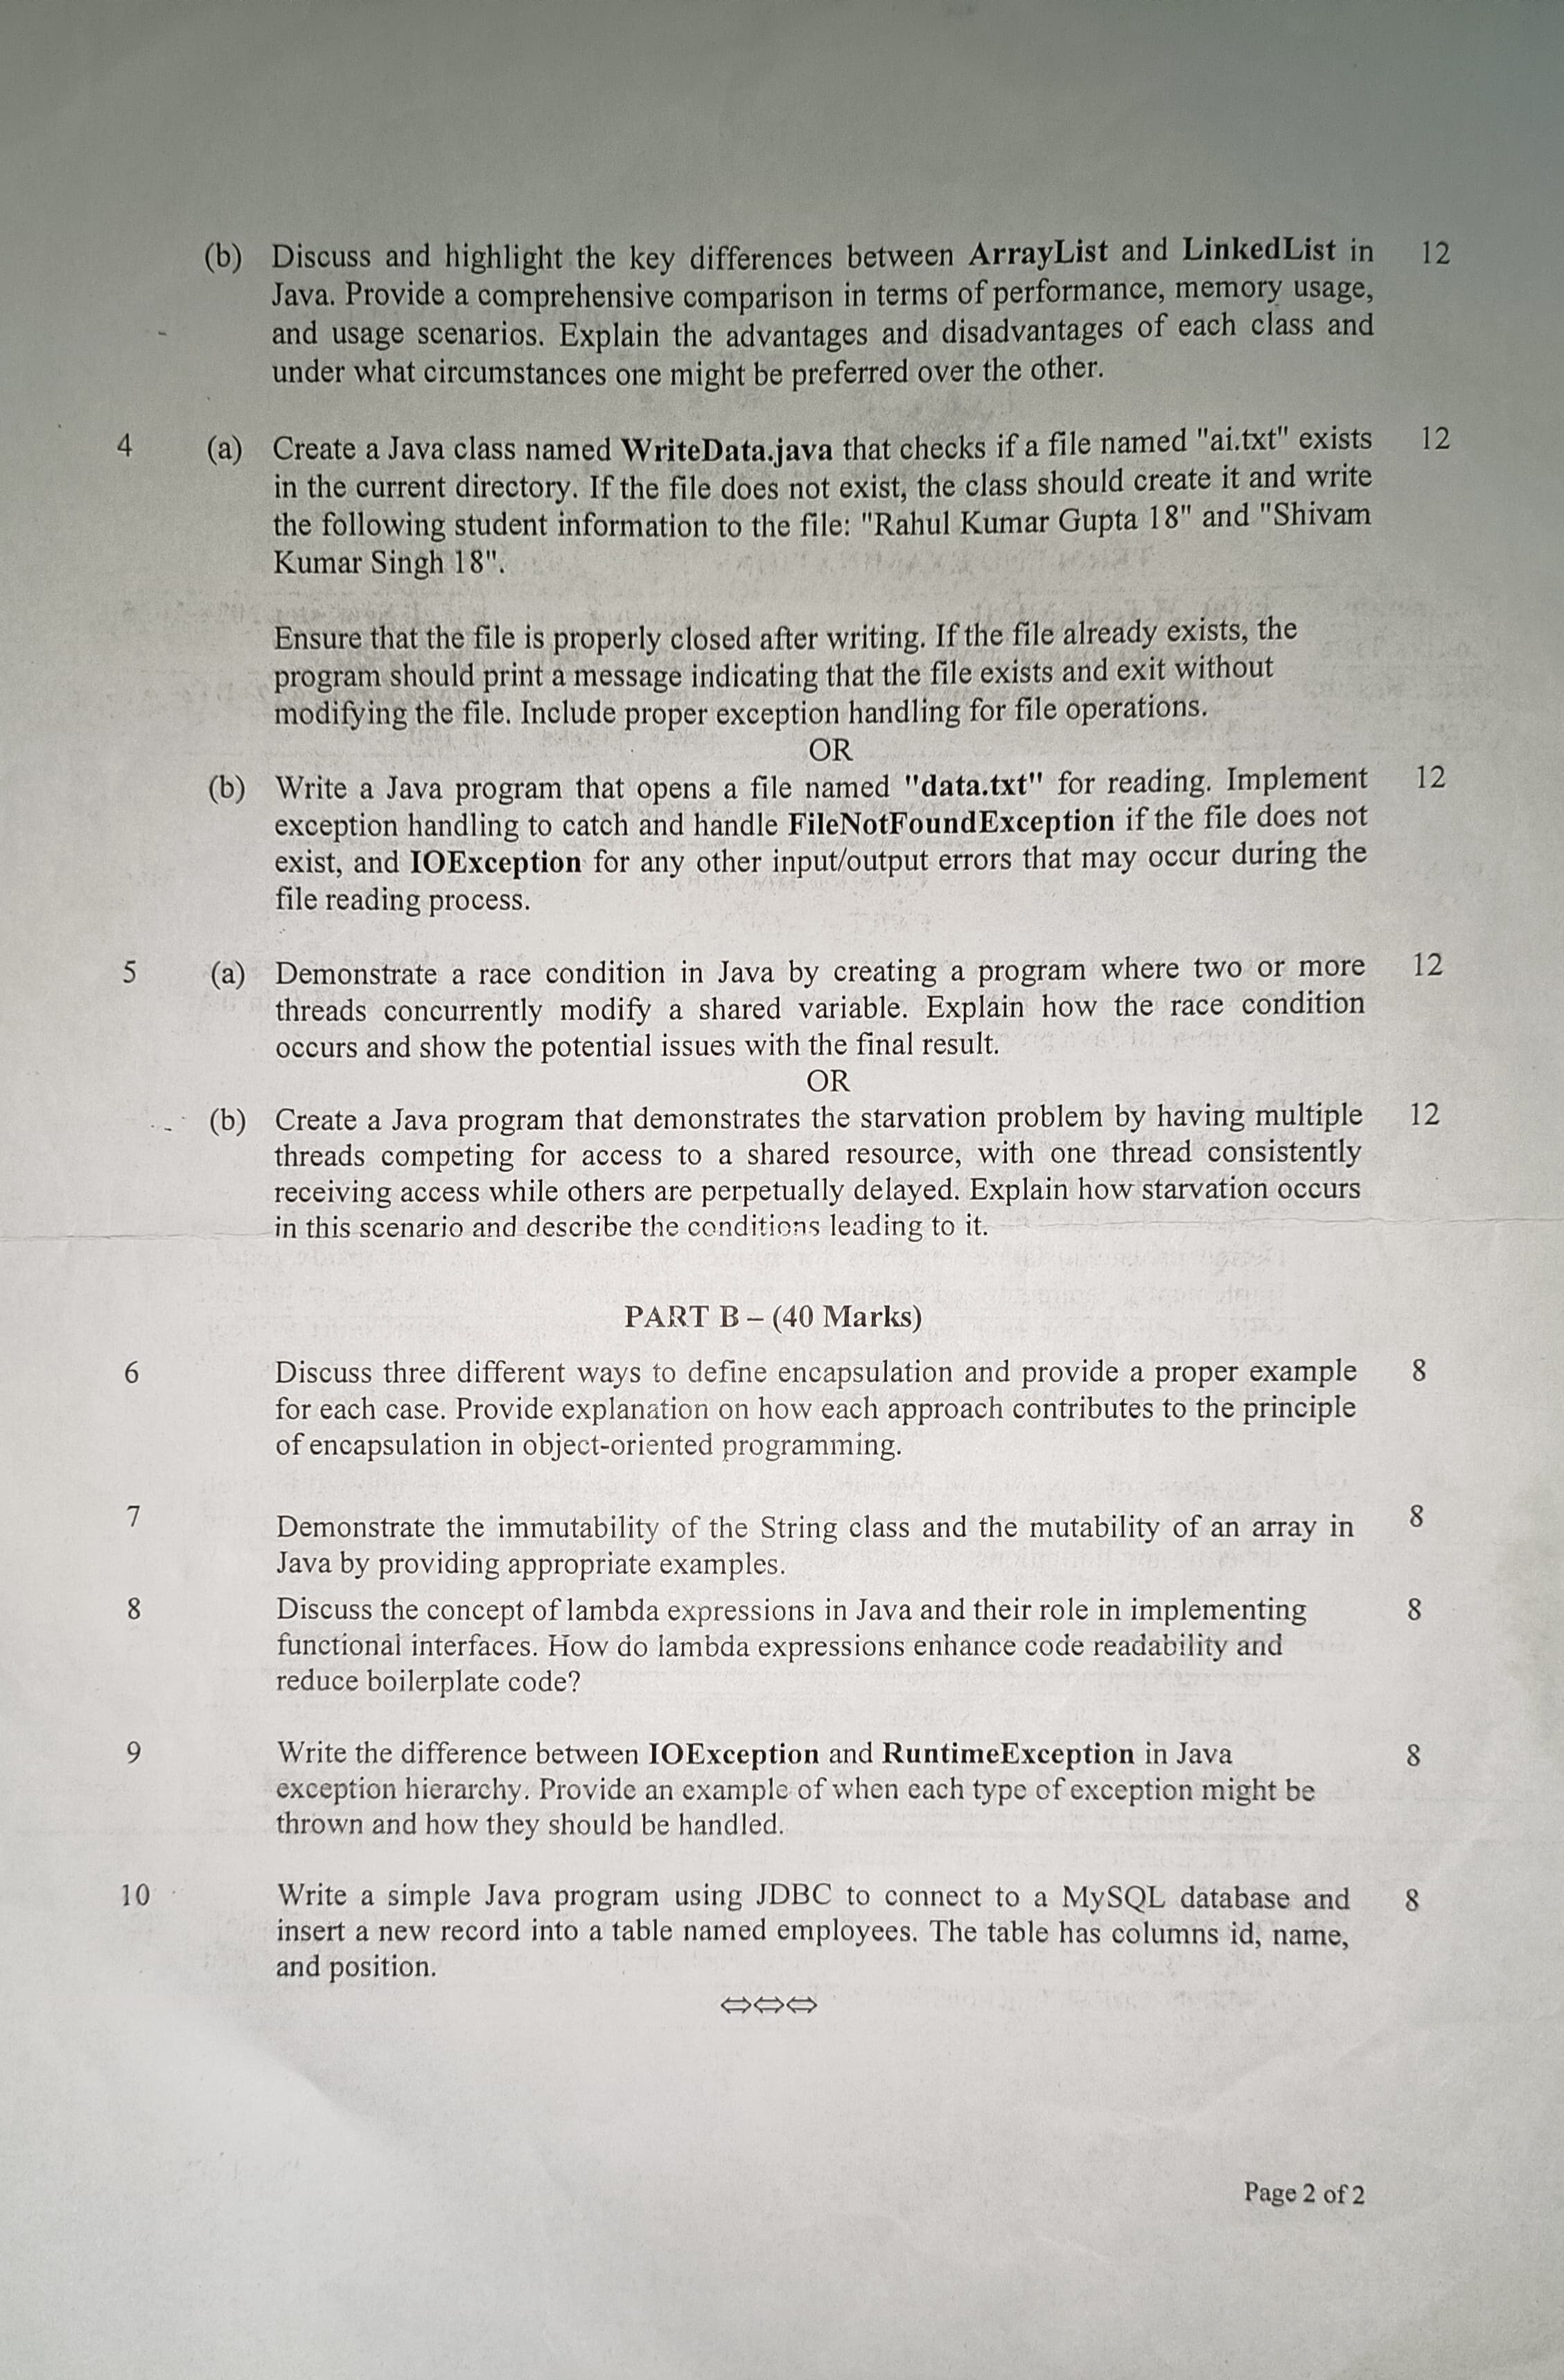 (b) Discuss and highlight the key differences between ArrayList and LinkedList in 12
Java. Provide a comprehensive comparison in terms of performance, memory usage,
and usage scenarios. Explain the advantages and disadvantages of each class and
under what circumstances one might be preferred over the other.
4 (a) Create a Java class named WriteData.java that checks if a file named "ai.txt" exists 12
in the current directory. If the file does not exist, the class should create it and write
the following student information to the file: "Rahul Kumar Gupta 18" and "Shivam
Kumar Singh 18".
Ensure that the file is properly closed after writing. If the file already exists, the
program should print a message indicating that the file exists and exit without
modifying the file. Include proper exception handling for file operations.
OR
(b) Write a Java program that opens a file named "data.txt" for reading. Implement 12
exception handling to catch and handle FileNotFoundException if the file does not
exist, and IOException for any other input/output errors that may occur during the
file reading process.
5 (a) Demonstrate a race condition in Java by creating a program where two or more 12
threads concurrently modify a shared variable. Explain how the race condition
occurs and show the potential issues with the final result.
OR
(b) Create a Java program that demonstrates the starvation problem by having multiple 12
threads competing for access to a shared resource, with one thread consistently
receiving access while others are perpetually delayed. Explain how starvation occurs
in this scenario and describe the conditions leading to it.
PART B – (40 Marks)
6 Discuss three different ways to define encapsulation and provide a proper example 8
for each case. Provide explanation on how each approach contributes to the principle
of encapsulation in object-oriented programming.
7 Demonstrate the immutability of the String class and the mutability of an array in 8
Java by providing appropriate examples.
8 Discuss the concept of lambda expressions in Java and their role in implementing 8
functional interfaces. How do lambda expressions enhance code readability and
reduce boilerplate code?
9 Write the difference between IOException and RuntimeException in Java 8
exception hierarchy. Provide an example of when each type of exception might be
thrown and how they should be handled.
10 Write a simple Java program using JDBC to connect to a MySQL database and 8
insert a new record into a table named employees. The table has columns id, name,
and position.
⇔⇔⇔
Page 2 of 2